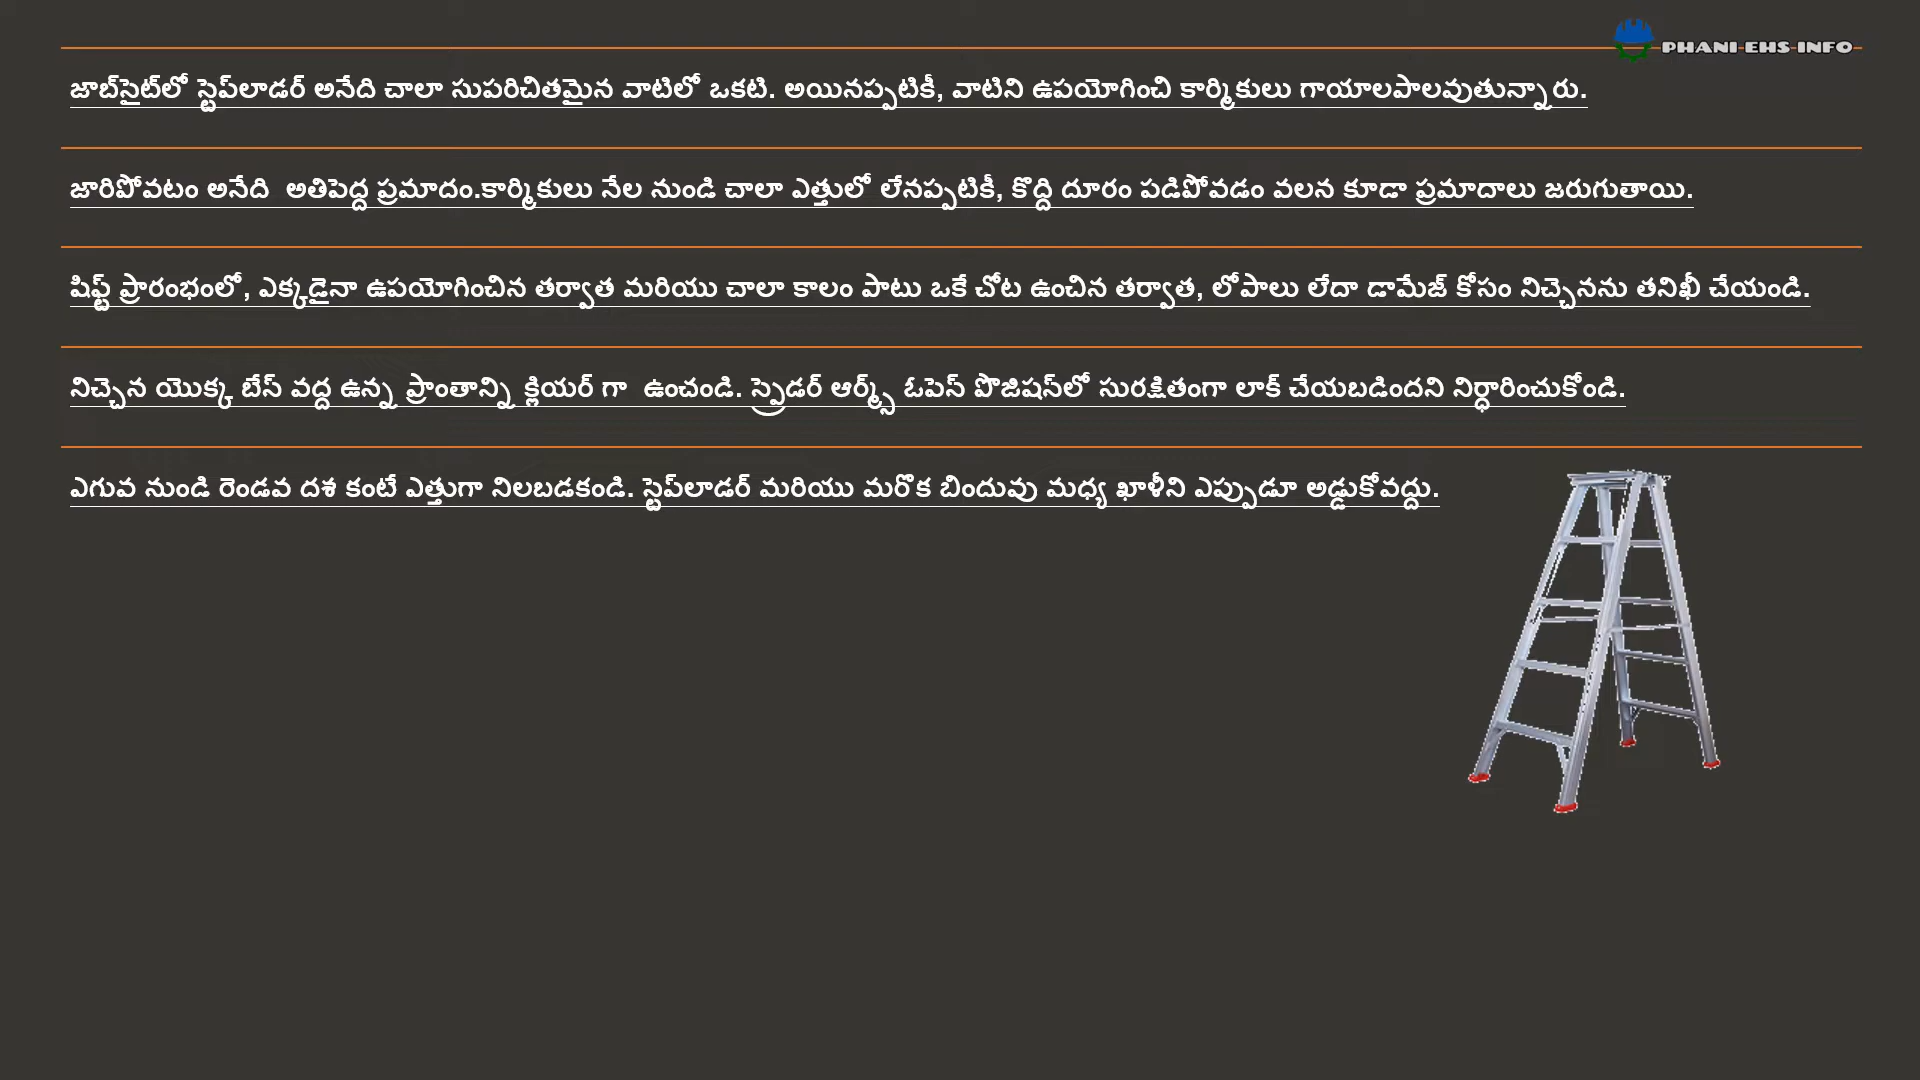 PHANI EHS INFO
జాబ్‌సైట్‌లో స్టెప్‌లాడర్ అనేది చాలా సుపరిచితమైన వాటిలో ఒకటి. అయినప్పటికీ, వాటిని ఉపయోగించి కార్మికులు గాయాలపాలవుతున్నారు.
జారిపోవటం అనేది  అతిపెద్ద ప్రమాదం.కార్మికులు నేల నుండి చాలా ఎత్తులో లేనప్పటికీ, కొద్ది దూరం పడిపోవడం వలన కూడా ప్రమాదాలు జరుగుతాయి.
షిఫ్ట్ ప్రారంభంలో, ఎక్కడైనా ఉపయోగించిన తర్వాత మరియు చాలా కాలం పాటు ఒకే చోట ఉంచిన తర్వాత, లోపాలు లేదా డామేజ్ కోసం నిచ్చెనను తనిఖీ చేయండి.
నిచ్చెన యొక్క బేస్ వద్ద ఉన్న ప్రాంతాన్ని క్లియర్ గా  ఉంచండి. స్ప్రెడర్ ఆర్మ్స్ ఓపెన్ పొజిషన్‌లో సురక్షితంగా లాక్ చేయబడిందని నిర్ధారించుకోండి.
ఎగువ నుండి రెండవ దశ కంటే ఎత్తుగా నిలబడకండి. స్టెప్‌లాడర్ మరియు మరొక బిందువు మధ్య ఖాళీని ఎప్పుడూ అడ్డుకోవద్దు.